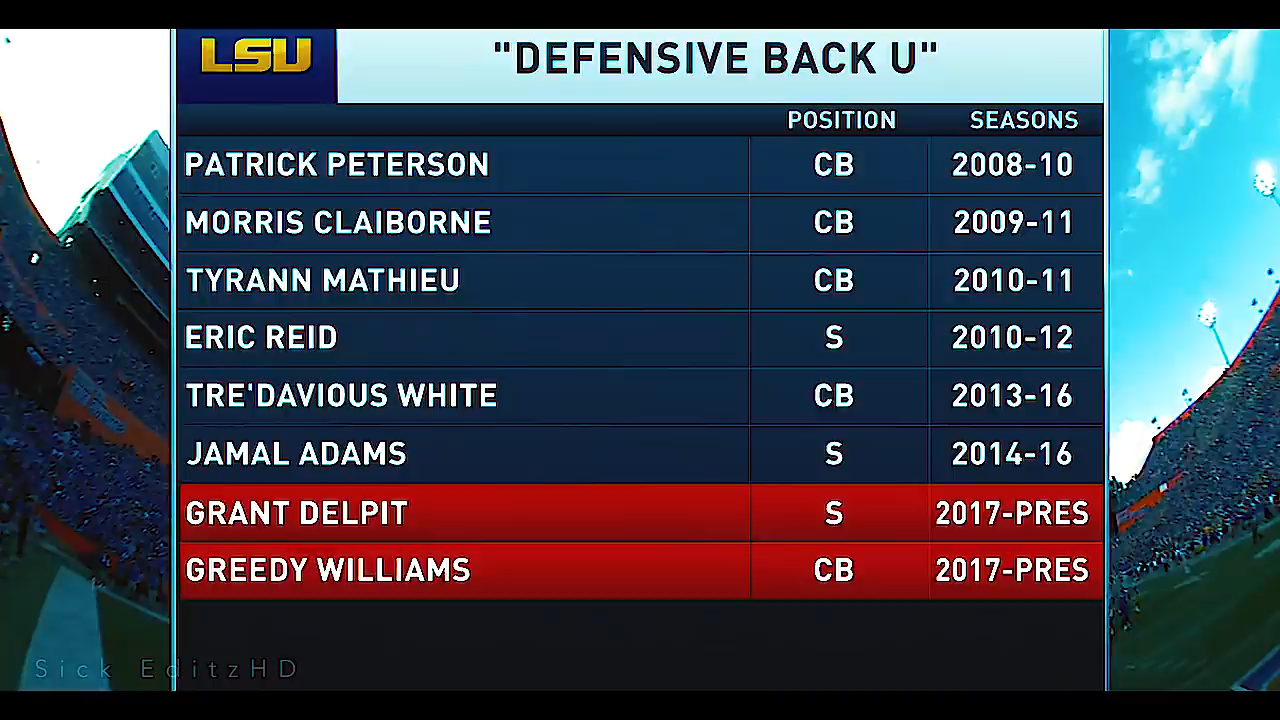 LSU "DEFENSIVE BACK U"
POSITION SEASONS
PATRICK PETERSON CB 2008-10
MORRIS CLAIBORNE CB 2009-11
TYRANN MATHIEU CB 2010-11
ERIC REID S 2010-12
TRE'DAVIOUS WHITE CB 2013-16
JAMAL ADAMS S 2014-16
GRANT DELPIT S 2017-PRES
GREEDY WILLIAMS CB 2017-PRES
Sick EditzHD